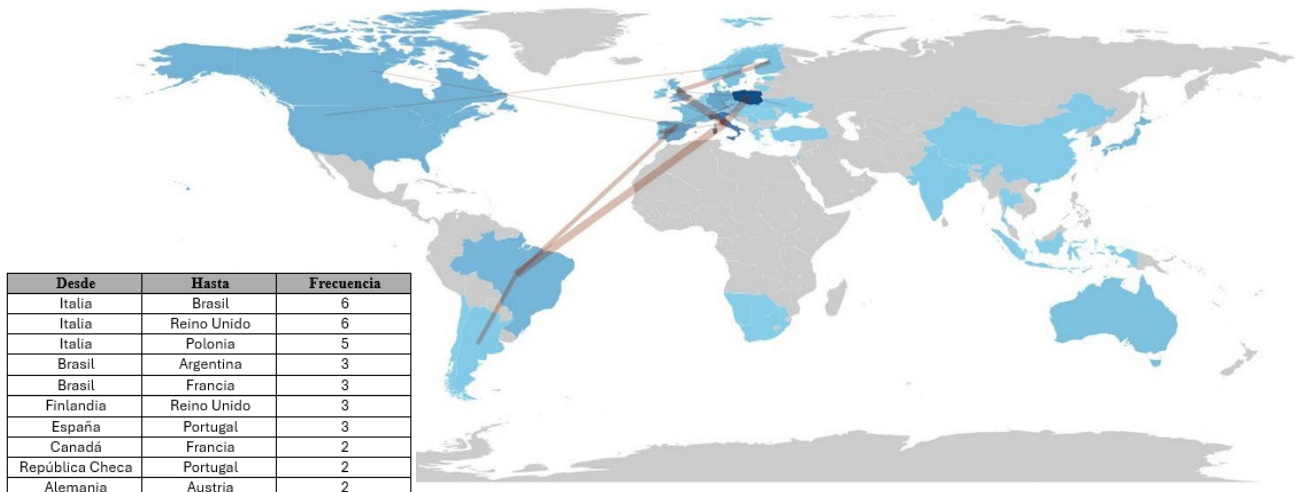 Desde Hasta Frecuencia
Italia Brasil 6
Italia Reino Unido 6
Italia Polonia 5
Brasil Argentina 3
Brasil Francia 3
Finlandia Reino Unido 3
España Portugal 3
Canadá Francia 2
República Checa Portugal 2
Alemania Austria 2